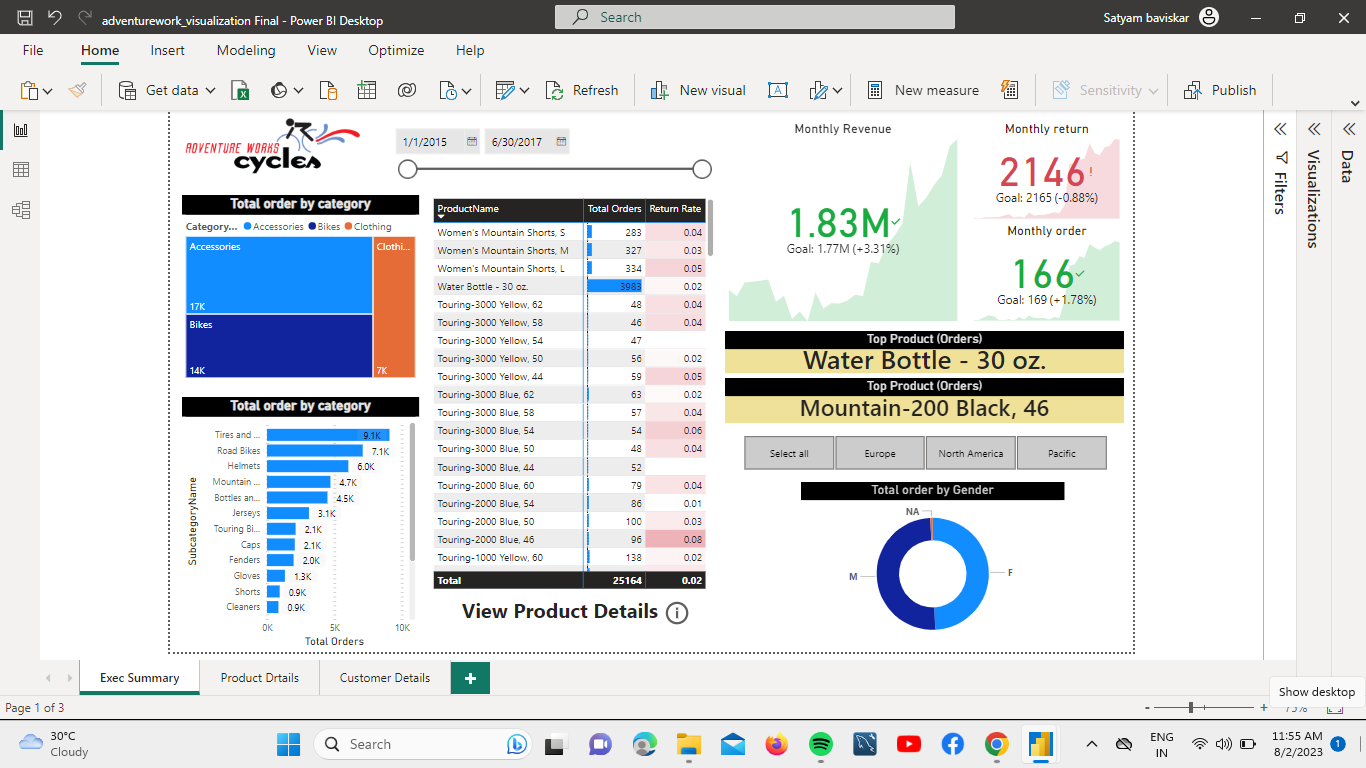 adventurework_visualization Final - Power BI Desktop
Search
Satyam baviskar
File Home Insert Modeling View Optimize Help
Get data Refresh New visual New measure Sensitivity Publish
ADVENTURE WORKS
cycles
1/1/2015 6/30/2017
Total order by category
Category... Accessories Bikes Clothing
Accessories
17K
Bikes
14K
Clothi...
7K
Total order by category
SubcategoryName
Tires and ... 9.1K
Road Bikes 7.1K
Helmets 6.0K
Mountain ... 4.7K
Bottles an... 4.5K
Jerseys 3.1K
Touring Bi... 2.1K
Caps 2.1K
Fenders 2.0K
Gloves 1.3K
Shorts 0.9K
Cleaners 0.9K
0K 5K 10K
Total Orders
ProductName Total Orders Return Rate
Women's Mountain Shorts, S 283 0.04
Women's Mountain Shorts, M 327 0.03
Women's Mountain Shorts, L 334 0.05
Water Bottle - 30 oz. 3983 0.02
Touring-3000 Yellow, 62 48 0.04
Touring-3000 Yellow, 58 46 0.04
Touring-3000 Yellow, 54 47
Touring-3000 Yellow, 50 56 0.02
Touring-3000 Yellow, 44 59 0.05
Touring-3000 Blue, 62 63 0.02
Touring-3000 Blue, 58 57 0.04
Touring-3000 Blue, 54 54 0.06
Touring-3000 Blue, 50 48 0.04
Touring-3000 Blue, 44 52
Touring-2000 Blue, 60 79 0.04
Touring-2000 Blue, 54 86 0.01
Touring-2000 Blue, 50 100 0.03
Touring-2000 Blue, 46 96 0.08
Touring-1000 Yellow, 60 138 0.02
Total 25164 0.02
View Product Details
Monthly Revenue
1.83M
Goal: 1.77M (+3.31%)
Monthly return
2146!
Goal: 2165 (-0.88%)
Monthly order
166
Goal: 169 (+1.78%)
Top Product (Orders)
Water Bottle - 30 oz.
Top Product (Orders)
Mountain-200 Black, 46
Select all Europe North America Pacific
Total order by Gender
NA
M
F
Filters
Visualizations
Data
Exec Summary Product Drtails Customer Details
Show desktop
Page 1 of 3
75%
30°C
Cloudy
Search
ENG
IN
11:55 AM
8/2/2023
1